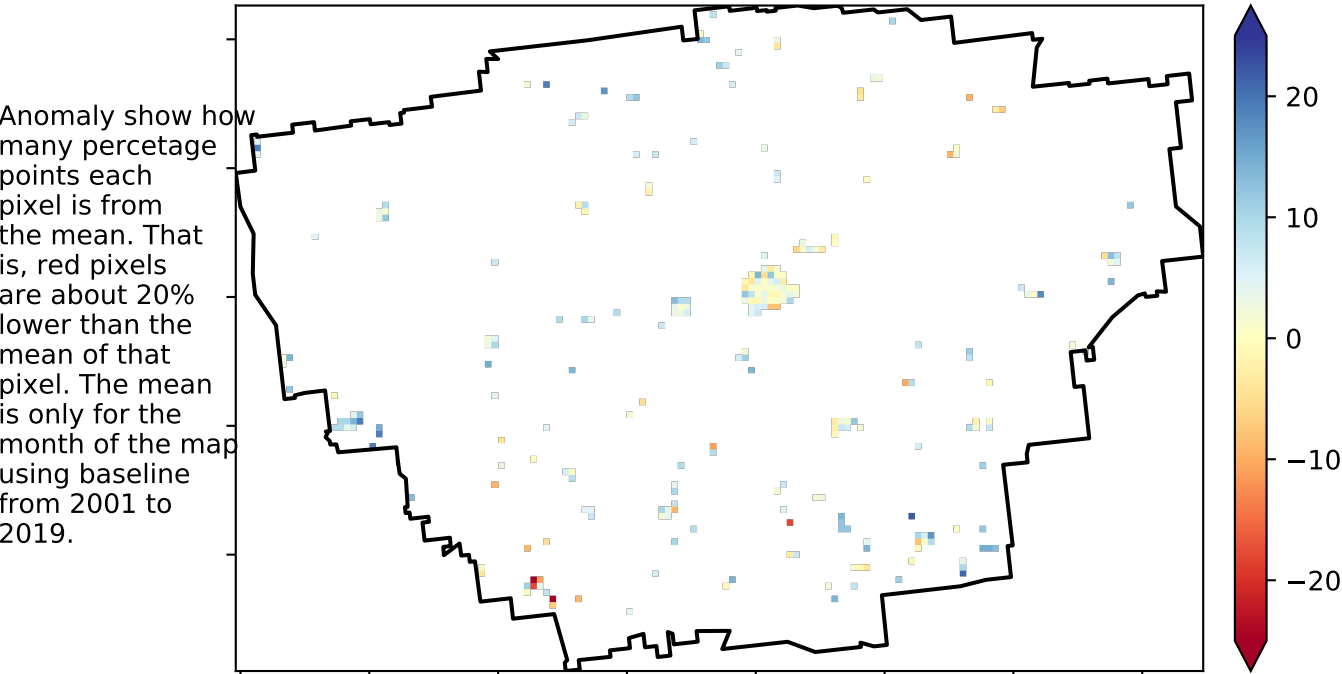 Anomaly show how
many percetage
points each
pixel is from
the mean. That
is, red pixels
are about 20%
lower than the
mean of that
pixel. The mean
is only for the
month of the map
using baseline
from 2001 to
2019.
20
10
0
−10
−20